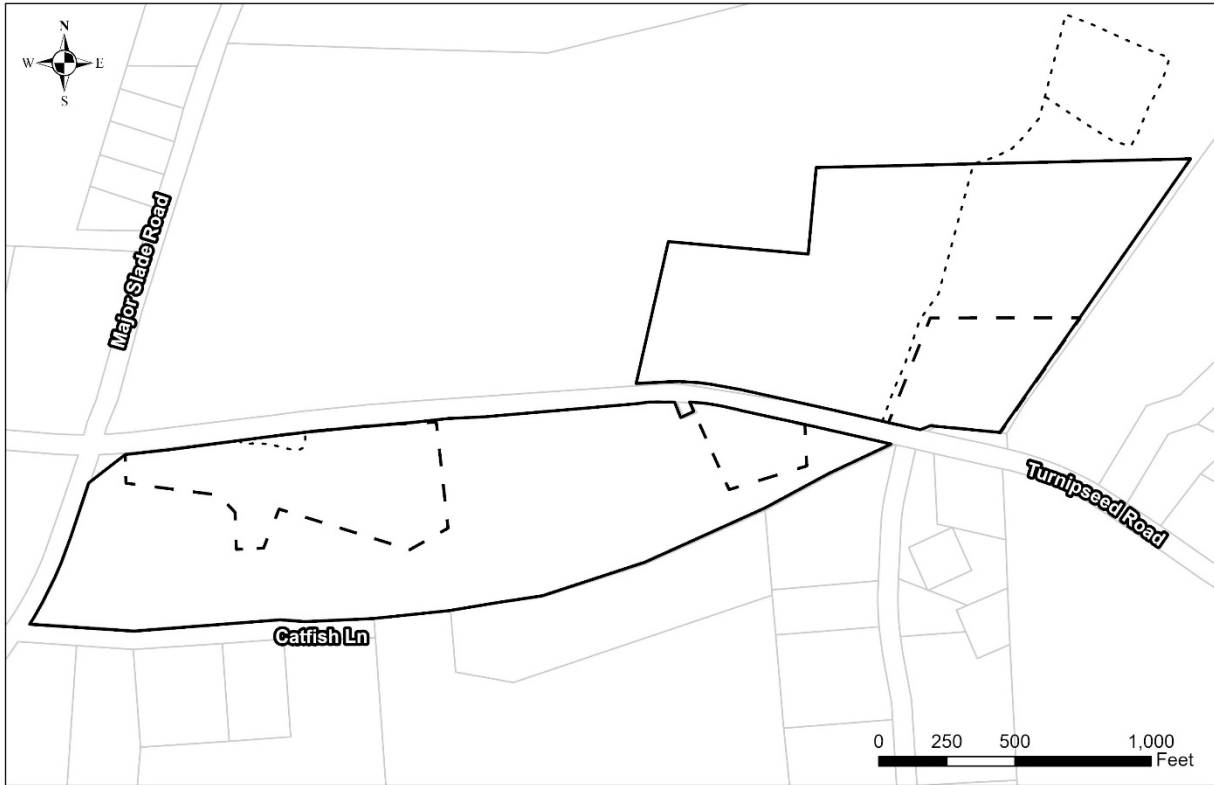 N
W E
S
Major Slade Road
Turnipseed Road
Catfish Ln
0 250 500 1,000
Feet